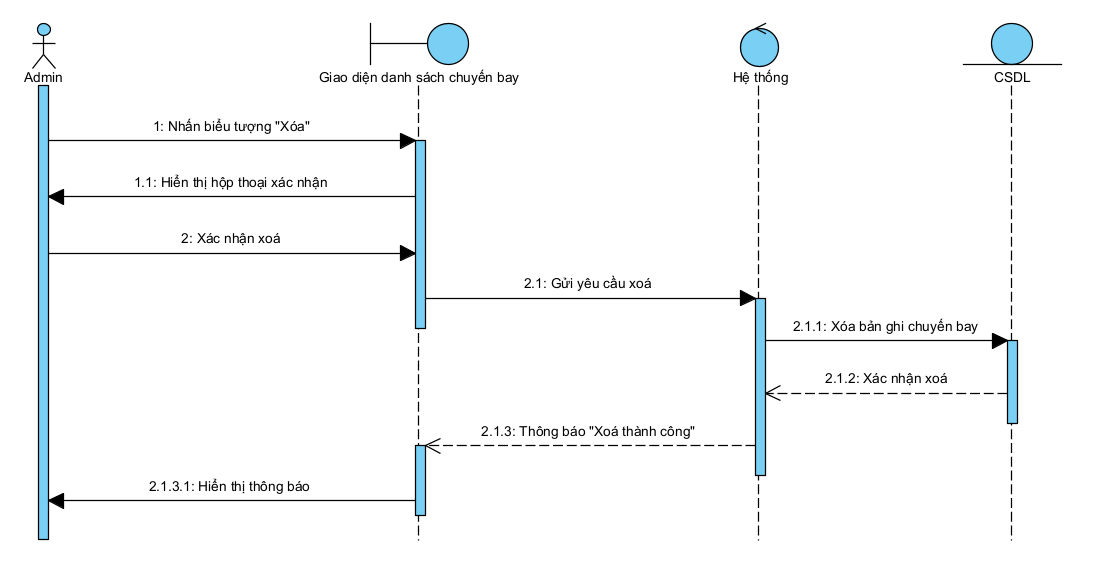 Admin
Giao diện danh sách chuyến bay
Hệ thống
CSDL
1: Nhấn biểu tượng "Xóa"
1.1: Hiển thị hộp thoại xác nhận
2: Xác nhận xoá
2.1: Gửi yêu cầu xoá
2.1.1: Xóa bản ghi chuyến bay
2.1.2: Xác nhận xoá
2.1.3: Thông báo "Xoá thành công"
2.1.3.1: Hiển thị thông báo